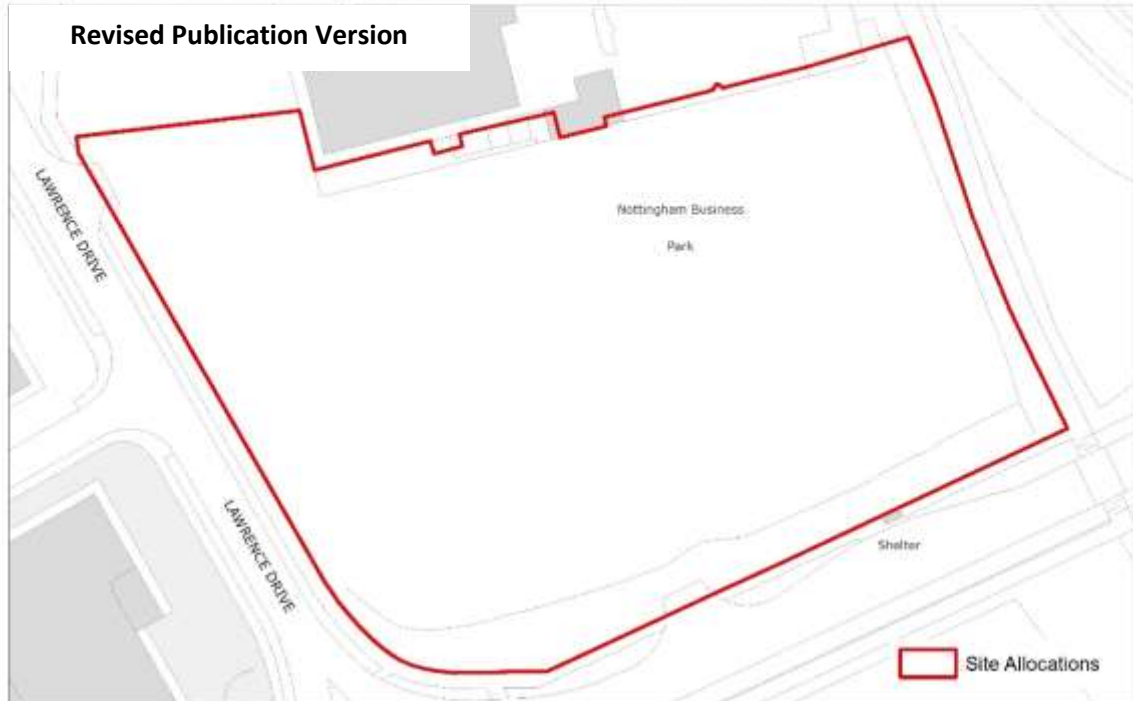 Revised Publication Version
LAWRENCE DRIVE
Nottingham Business
Park
LAWRENCE DRIVE
Shelter
Site Allocations